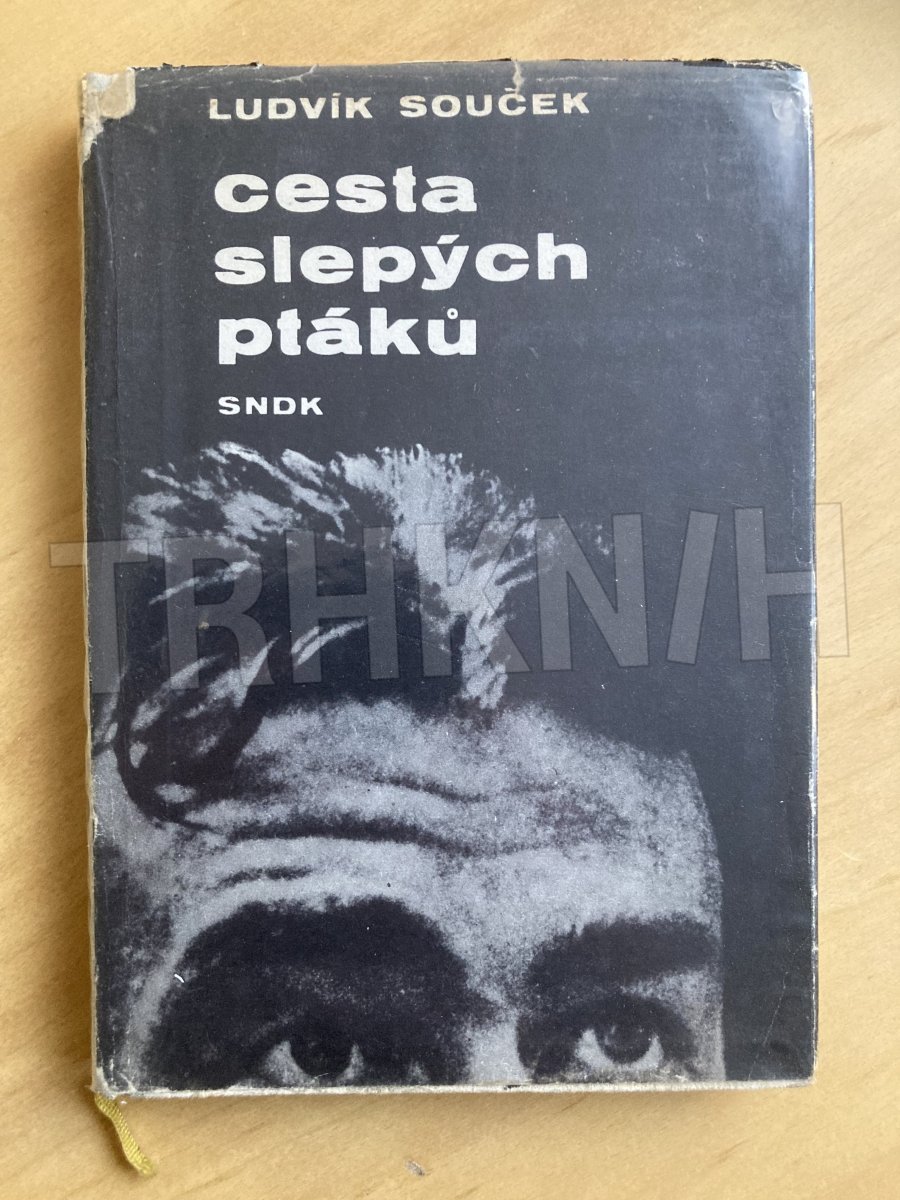 LUDVÍK SOUČEK
cesta
slepých
ptáků
SNDK
TRHKNIH